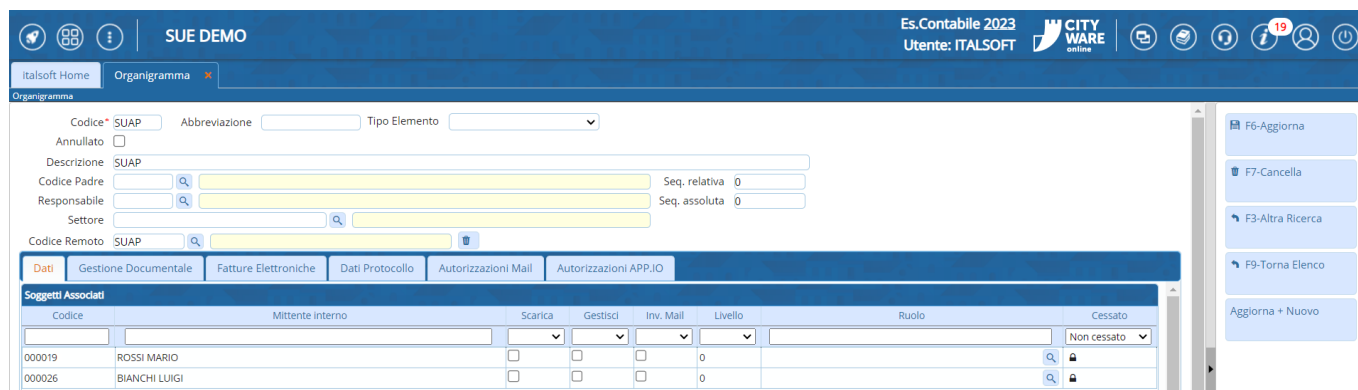 SUE DEMO
Es.Contabile 2023
Utente: ITALSOFT
CITY
WARE
online
19
italsoft Home
Organigramma ×
Organigramma
Codice* SUAP Abbreviazione Tipo Elemento
Annullato
Descrizione SUAP
Codice Padre Seq. relativa 0
Responsabile Seq. assoluta 0
Settore
Codice Remoto SUAP
Dati Gestione Documentale Fatture Elettroniche Dati Protocollo Autorizzazioni Mail Autorizzazioni APP.IO
Soggetti Associati
Codice Mittente interno Scarica Gestisci Inv. Mail Livello Ruolo Cessato
Non cessato
000019 ROSSI MARIO 0
000026 BIANCHI LUIGI 0
F6-Aggiorna
F7-Cancella
F3-Altra Ricerca
F9-Torna Elenco
Aggiorna + Nuovo